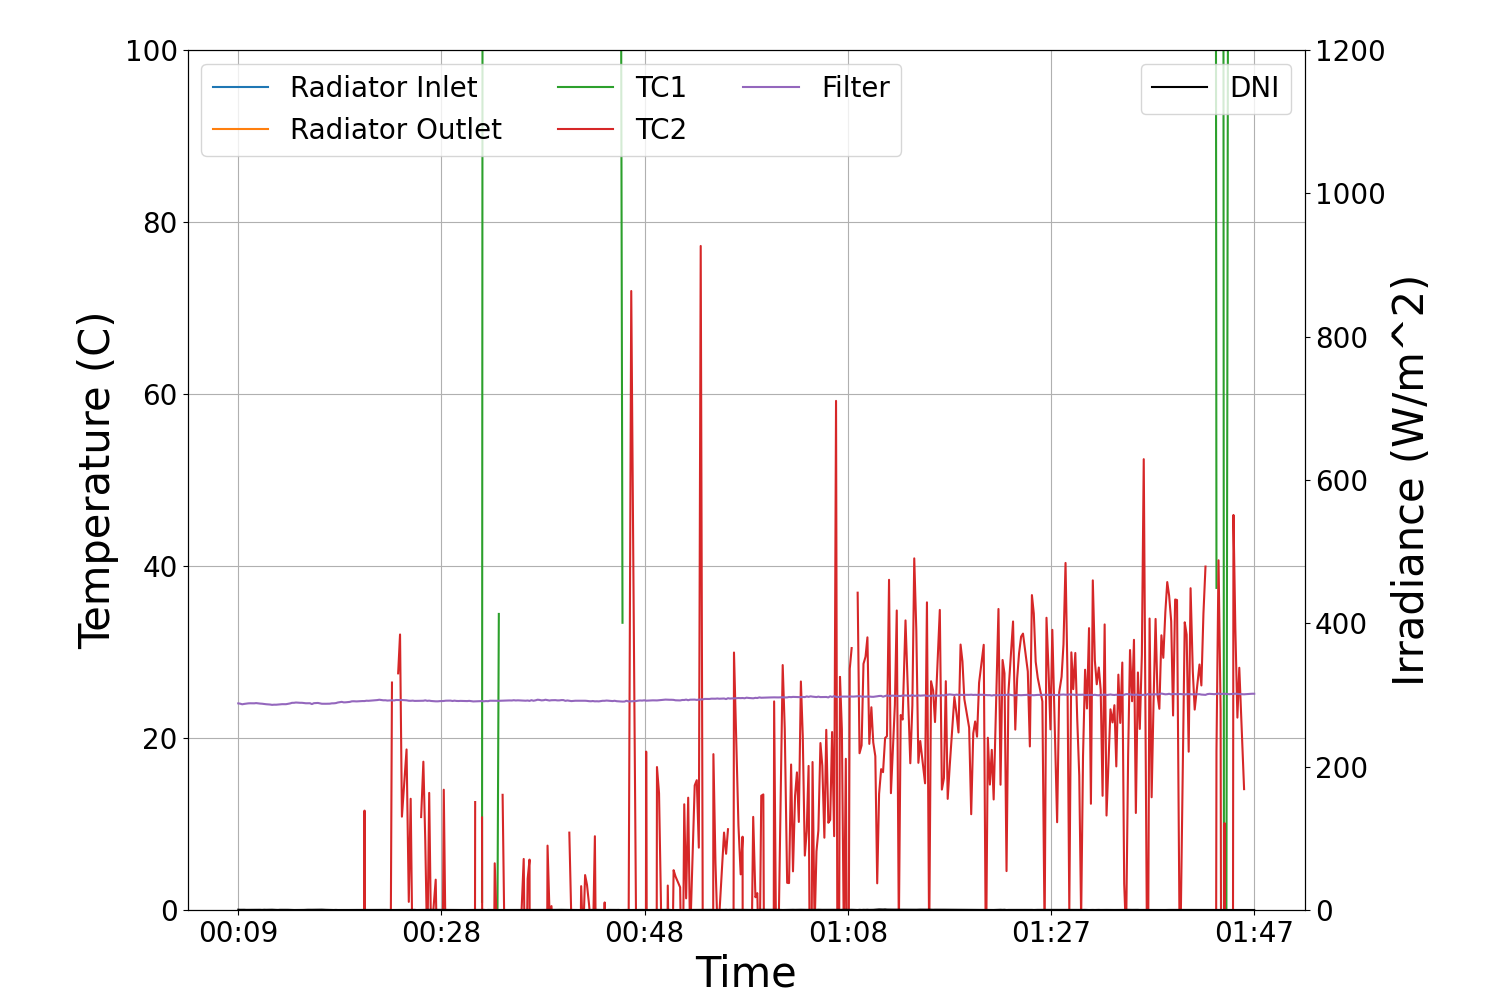 100
80
60
40
20
0
Temperature (C)
Radiator Inlet
Radiator Outlet
TC1
TC2
Filter
DNI
1200
1000
800
600
400
200
0
Irradiance (W/m^2)
00:09 00:28 00:48 01:08 01:27 01:47
Time